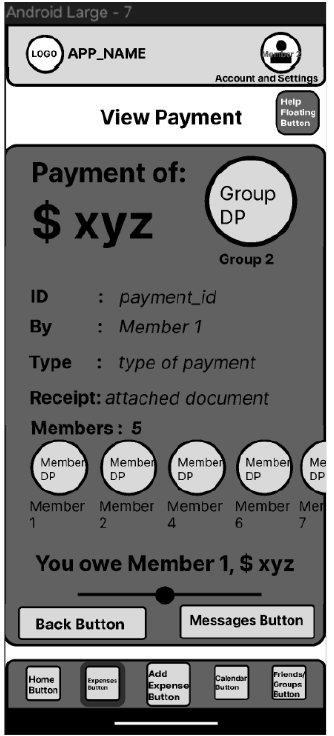 Android Large - 7
LOGO
APP_NAME
Member 2
Account and Settings
View Payment
Help
Floating
Button
Payment of:
$ xyz
Group
DP
Group 2
ID : payment_id
By : Member 1
Type : type of payment
Receipt: attached document
Members : 5
Member
DP
Member
DP
Member
DP
Member
DP
Me
DP
Member
1
Member
2
Member
4
Member
6
Mem
7
You owe Member 1, $ xyz
Back Button
Messages Button
Home
Button
Expenses
Button
Add
Expense
Button
Calendar
Button
Friends/
Groups
Button